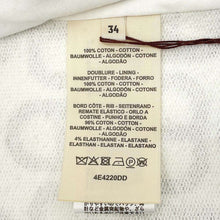 34
100% COTON - COTTON -
BAUMWOLLE - ALGODÓN - COTONE
- ALGODÃO
DOUBLURE - LINING -
INNENFUTTER - FODERA - FORRO
100% COTON - COTTON -
BAUMWOLLE - ALGODÓN - COTONE
- ALGODÃO
BORD CÔTE - RIB - SEITENRAND -
REMATE ELÁSTICO - ORLO A
COSTINE - PUNHO / BORDA
96% COTON - COTTON -
BAUMWOLLE - ALGODÓN - COTONE
- ALGODÃO
4% ELASTHANNE - ELASTANE -
ELASTHAN - ELASTAN - ELASTANO
4E4220DD